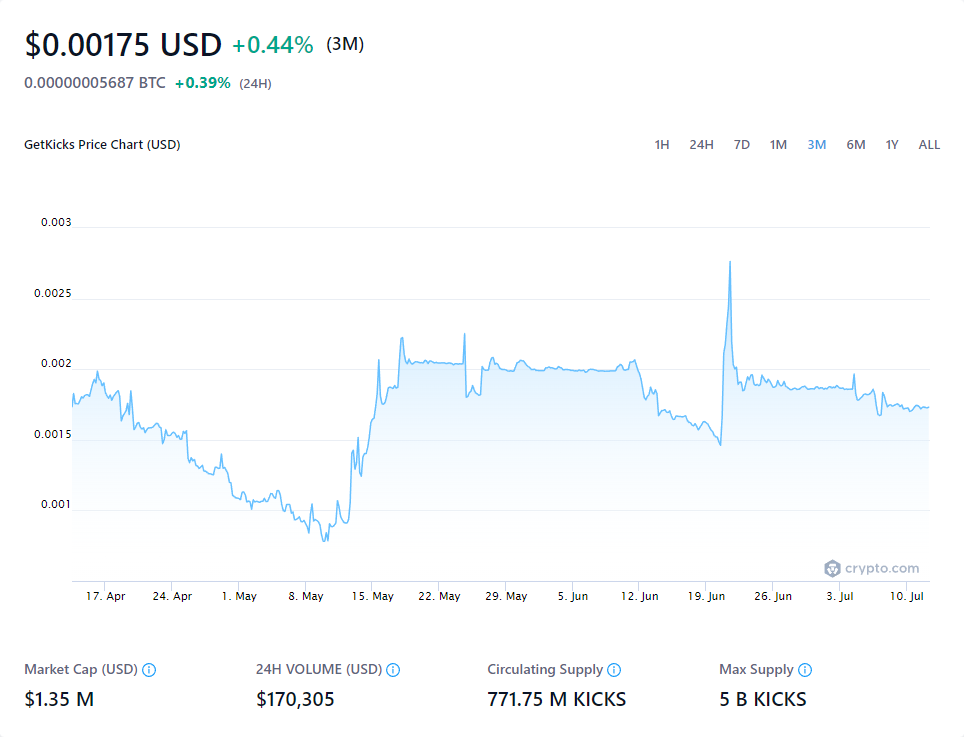 $0.00175 USD +0.44% (3M)
0.00000005687 BTC +0.39% (24H)
GetKicks Price Chart (USD) 1H 24H 7D 1M 3M 6M 1Y ALL
0.003
0.0025
0.002
0.0015
0.001
crypto.com
17. Apr 24. Apr 1. May 8. May 15. May 22. May 29. May 5. Jun 12. Jun 19. Jun 26. Jun 3. Jul 10. Jul
Market Cap (USD) 24H VOLUME (USD) Circulating Supply Max Supply
$1.35 M $170,305 771.75 M KICKS 5 B KICKS